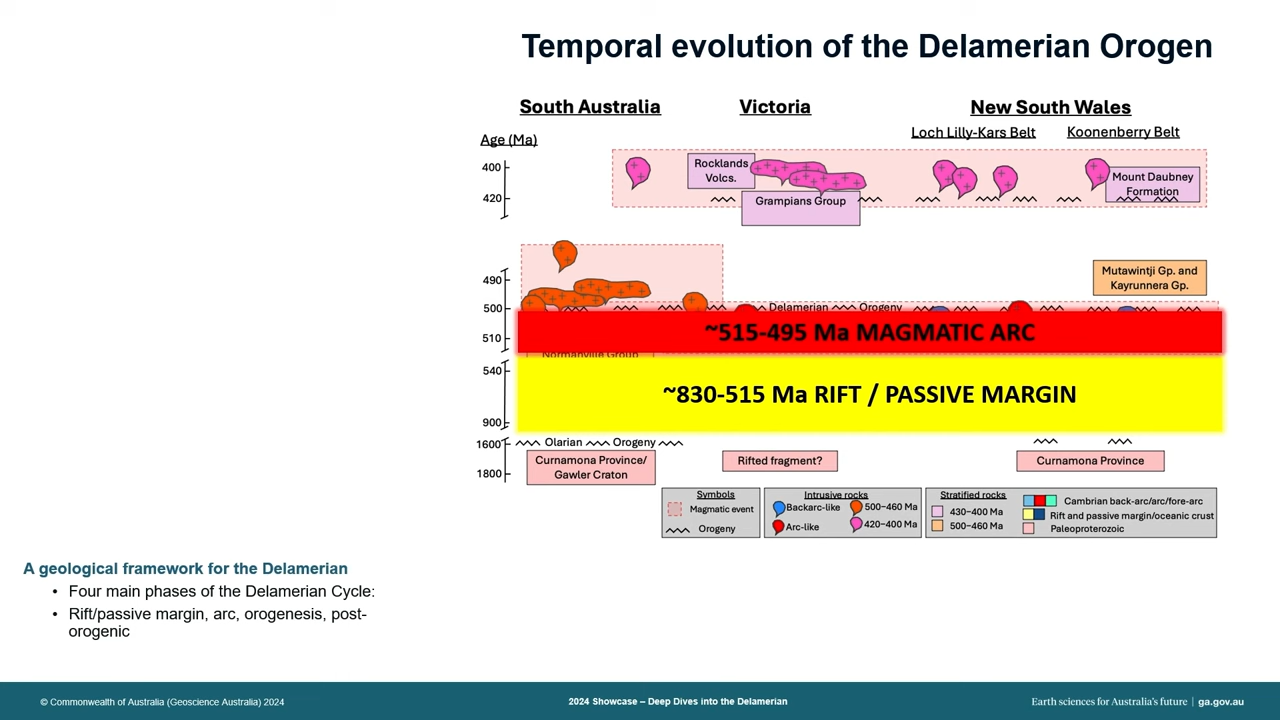 Temporal evolution of the Delamerian Orogen
South Australia
Victoria
New South Wales
Loch Lilly-Kars Belt
Koonenberry Belt
Age (Ma)
400
420
490
500
510
540
900
1600
1800
Rocklands
Volcs.
Grampians Group
Mount Daubney
Formation
Mutawintji Gp. and
Kayrunnera Gp.
Delamerian Orogeny
~515-495 Ma MAGMATIC ARC
Normanville Group
~830-515 Ma RIFT / PASSIVE MARGIN
Olarian Orogeny
Curnamona Province/
Gawler Craton
Rifted fragment?
Curnamona Province
Symbols
Magmatic event
Orogeny
Intrusive rocks
Backarc-like
500–460 Ma
Arc-like
420–400 Ma
Stratified rocks
430–400 Ma
500–460 Ma
Cambrian back-arc/arc/fore-arc
Rift and passive margin/oceanic crust
Paleoproterozoic
A geological framework for the Delamerian
• Four main phases of the Delamerian Cycle:
• Rift/passive margin, arc, orogenesis, post-
orogenic
© Commonwealth of Australia (Geoscience Australia) 2024
2024 Showcase – Deep Dives into the Delamerian
Earth sciences for Australia's future | ga.gov.au